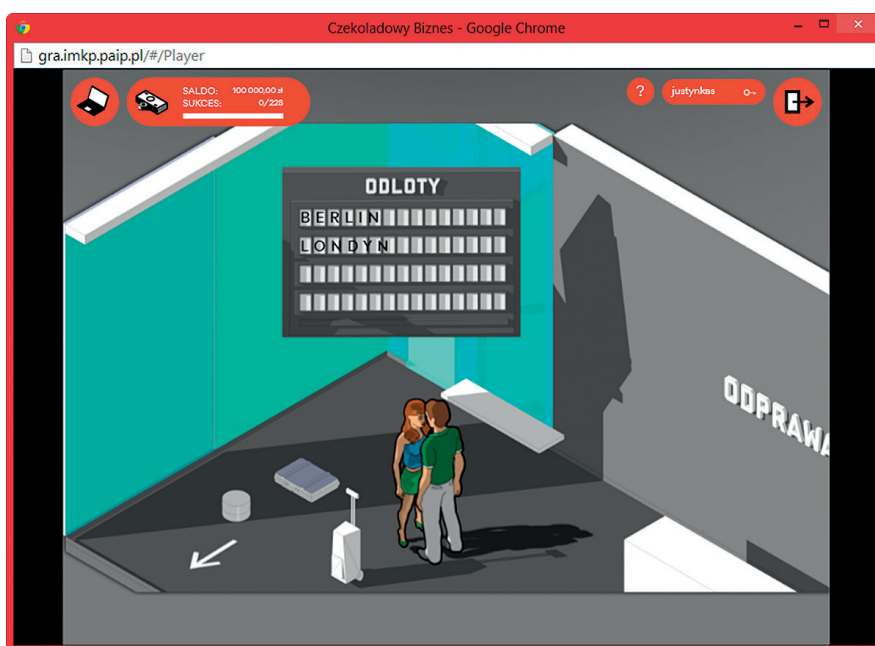 Czekoladowy Biznes - Google Chrome
gra.imkp.paip.pl/#/Player
SALDO: 100 000,00 zł
SUKCES: 0/228
?
justynkas
ODLOTY
BERLIN
LONDYN
ODPRAWA